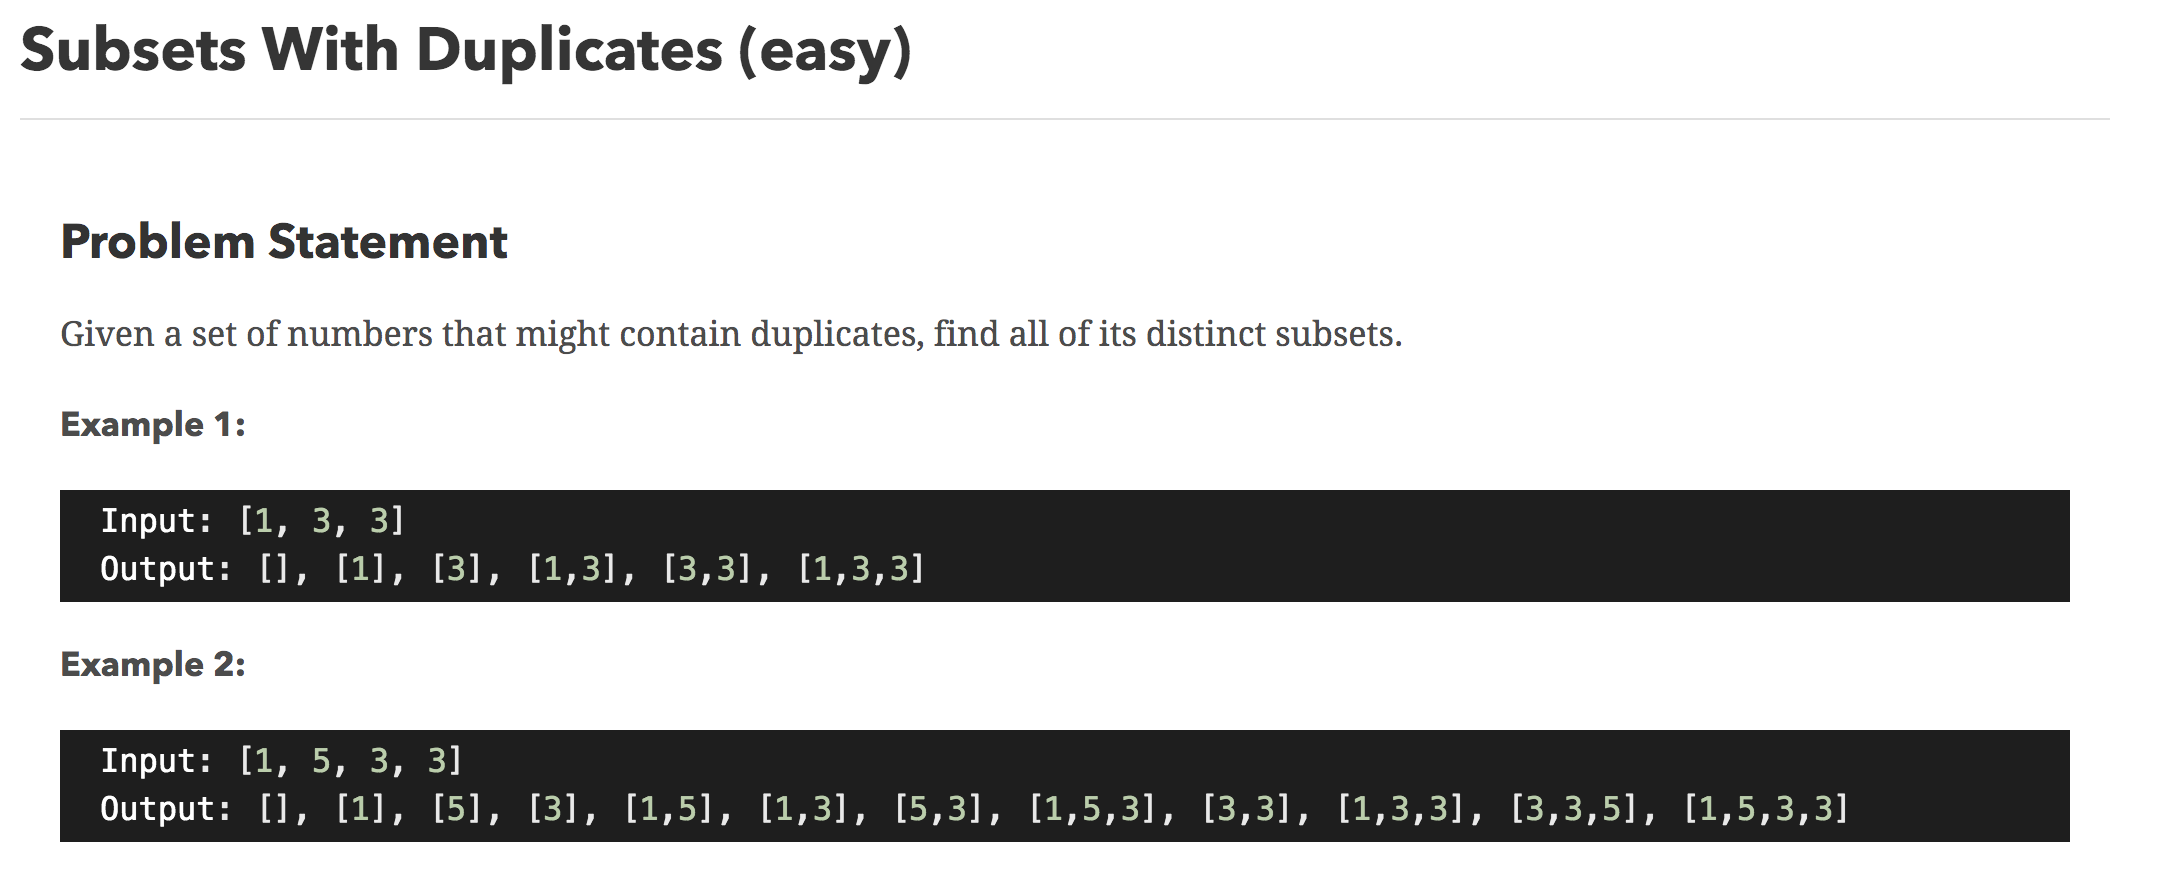 Subsets With Duplicates (easy)
Problem Statement
Given a set of numbers that might contain duplicates, find all of its distinct subsets.
Example 1:
Input: [1, 3, 3]
Output: [], [1], [3], [1,3], [3,3], [1,3,3]
Example 2:
Input: [1, 5, 3, 3]
Output: [], [1], [5], [3], [1,5], [1,3], [5,3], [1,5,3], [3,3], [1,3,3], [3,3,5], [1,5,3,3]